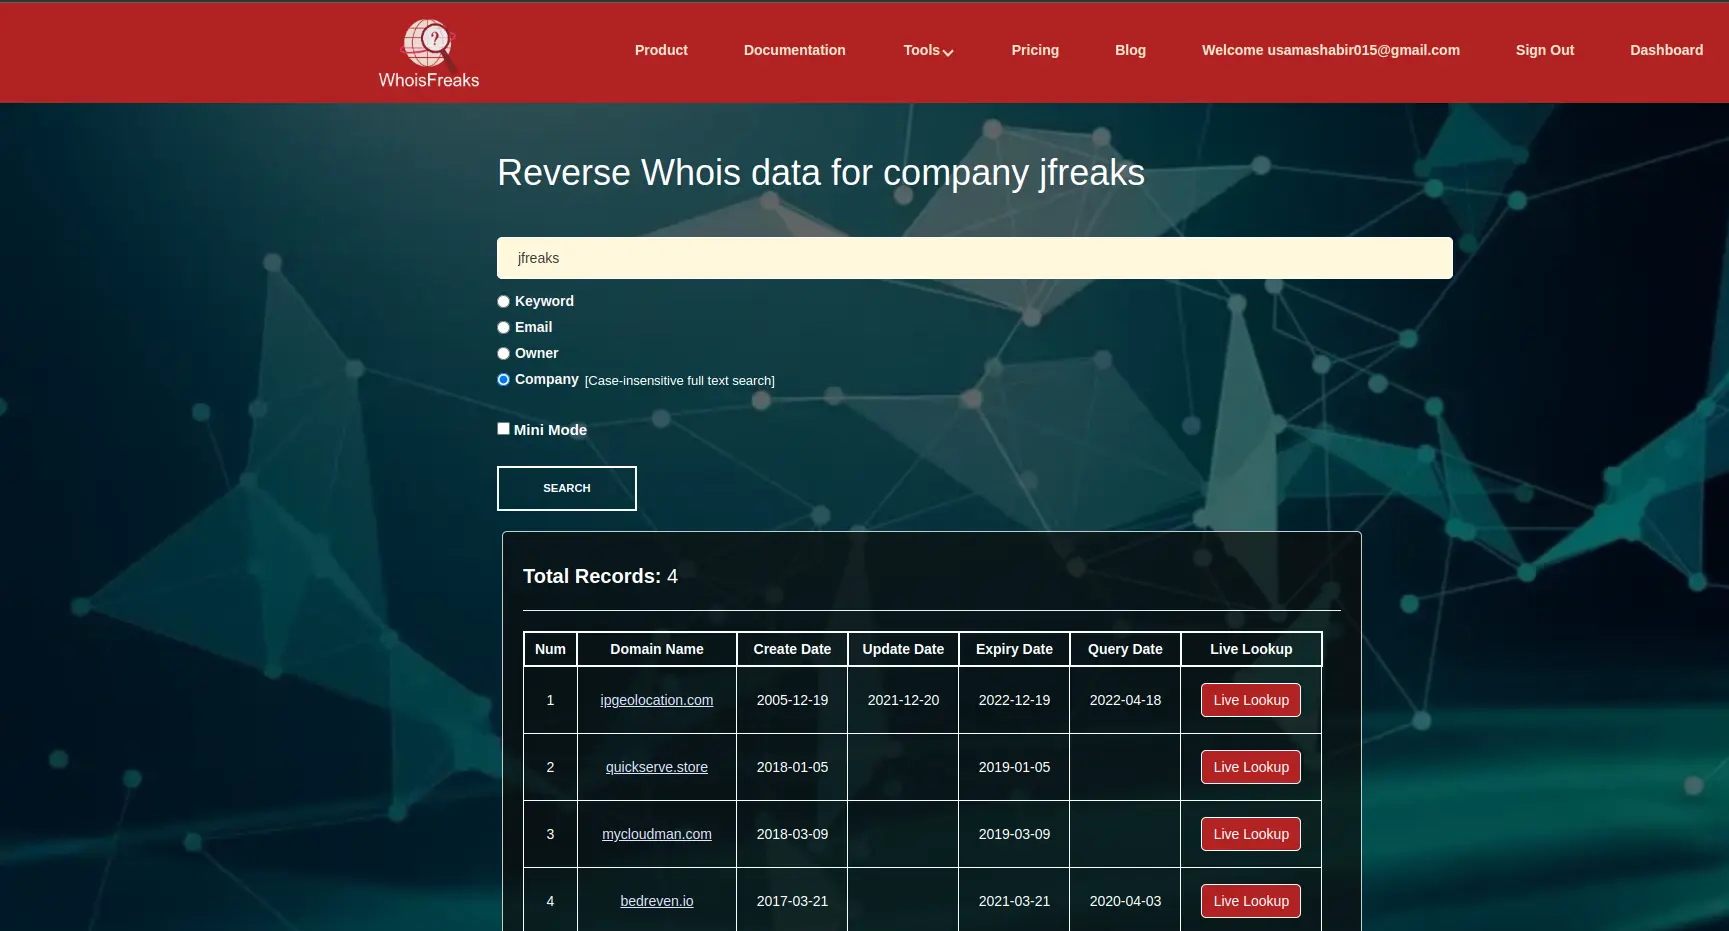 ?
WhoisFreaks
Product Documentation Tools Pricing Blog Welcome usamashabir015@gmail.com Sign Out Dashboard
Reverse Whois data for company jfreaks
jfreaks
Keyword
Email
Owner
Company [Case-insensitive full text search]
Mini Mode
SEARCH
Total Records: 4
Num Domain Name Create Date Update Date Expiry Date Query Date Live Lookup
1 ipgeolocation.com 2005-12-19 2021-12-20 2022-12-19 2022-04-18 Live Lookup
2 quickserve.store 2018-01-05 2019-01-05 Live Lookup
3 mycloudman.com 2018-03-09 2019-03-09 Live Lookup
4 bedreven.io 2017-03-21 2021-03-21 2020-04-03 Live Lookup